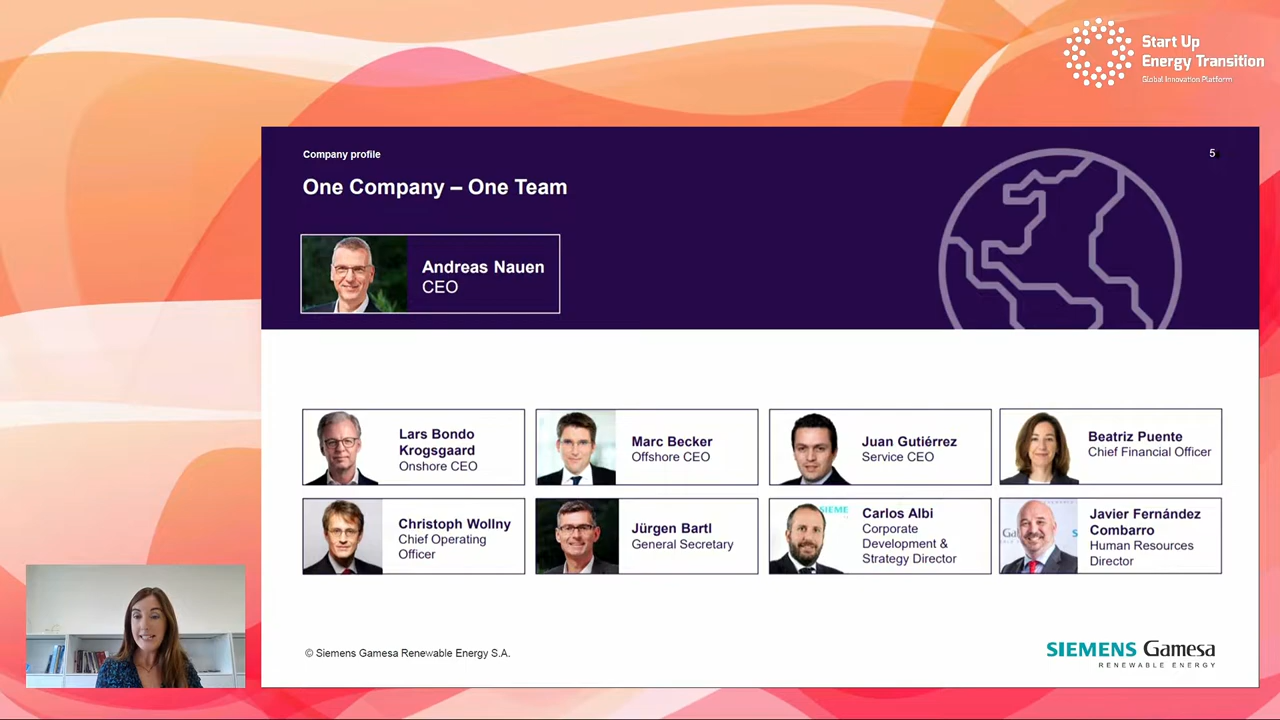 Start Up
Energy Transition
Global Innovation Platform
Company profile
5
One Company – One Team
Andreas Nauen
CEO
Lars Bondo
Krogsgaard
Onshore CEO
Marc Becker
Offshore CEO
Juan Gutiérrez
Service CEO
Beatriz Puente
Chief Financial Officer
Christoph Wollny
Chief Operating
Officer
Jürgen Bartl
General Secretary
SIEME
Carlos Albi
Corporate
Development &
Strategy Director
Javier Fernández
Combarro
Human Resources
Director
© Siemens Gamesa Renewable Energy S.A.
SIEMENS Gamesa
RENEWABLE ENERGY